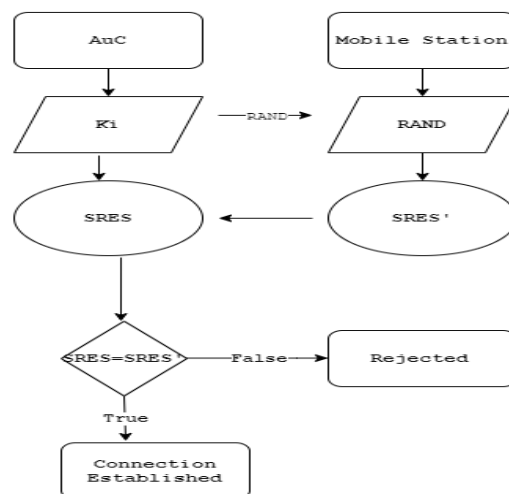 AuC
Mobile Station
Ki
RAND
RAND
SRES
SRES'
SRES=SRES'
False
Rejected
True
Connection
Established